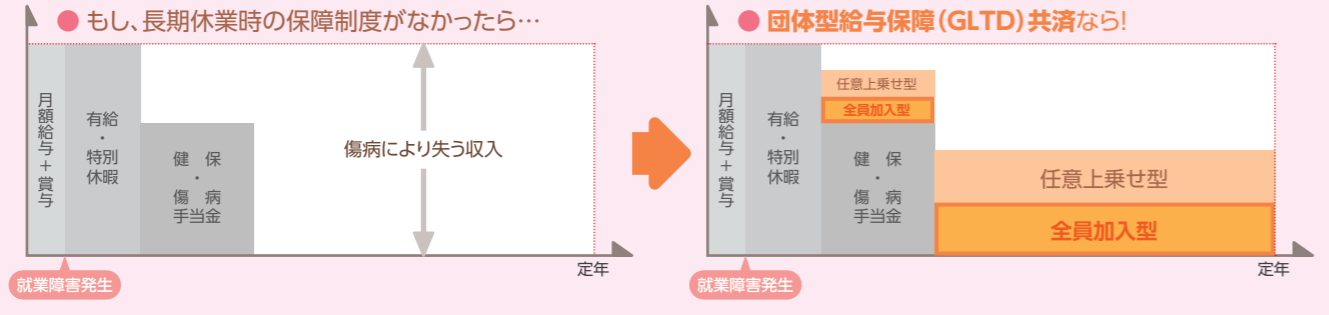 ● もし、長期休業時の保障制度がなかったら…
月額給与＋賞与
有給
・
特別
休暇
健 保
・
傷 病
手当金
傷病により失う収入
定年
就業障害発生
● 団体型給与保障（GLTD）共済なら!
月額給与＋賞与
有給
・
特別
休暇
任意上乗せ型
全員加入型
健 保
・
傷 病
手当金
任意上乗せ型
全員加入型
定年
就業障害発生